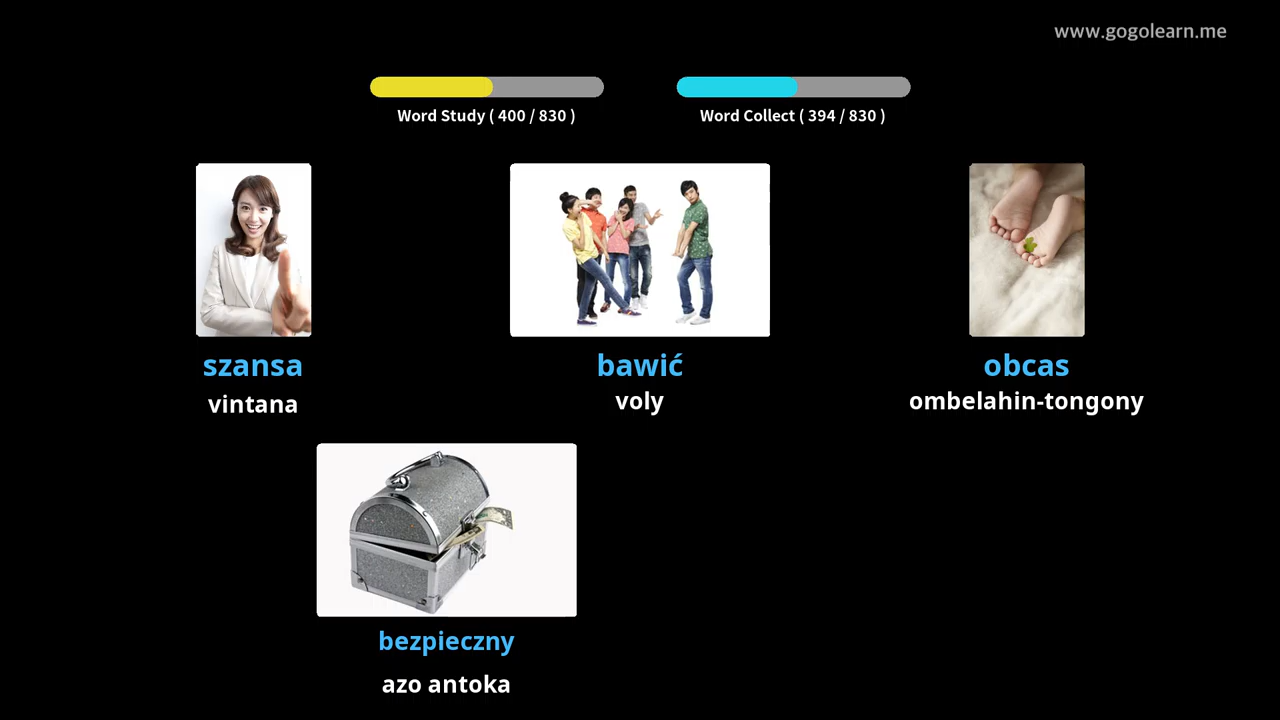 www.gogolearn.me
Word Study ( 400 / 830 )
Word Collect ( 394 / 830 )
szansa
vintana
bawić
voly
obcas
ombelahin-tongony
bezpieczny
azo antoka